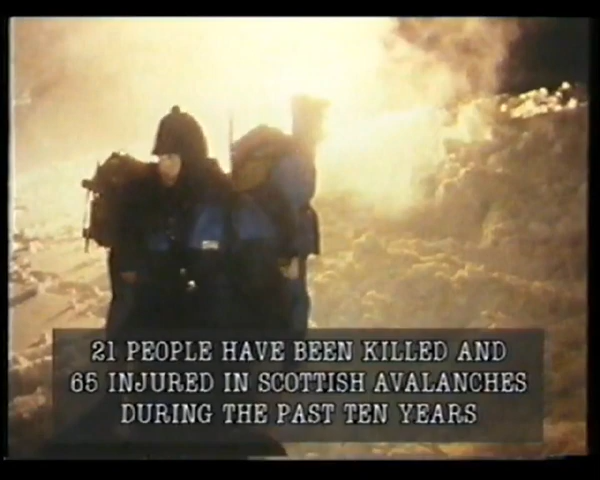 21 PEOPLE HAVE BEEN KILLED AND
65 INJURED IN SCOTTISH AVALANCHES
DURING THE PAST TEN YEARS